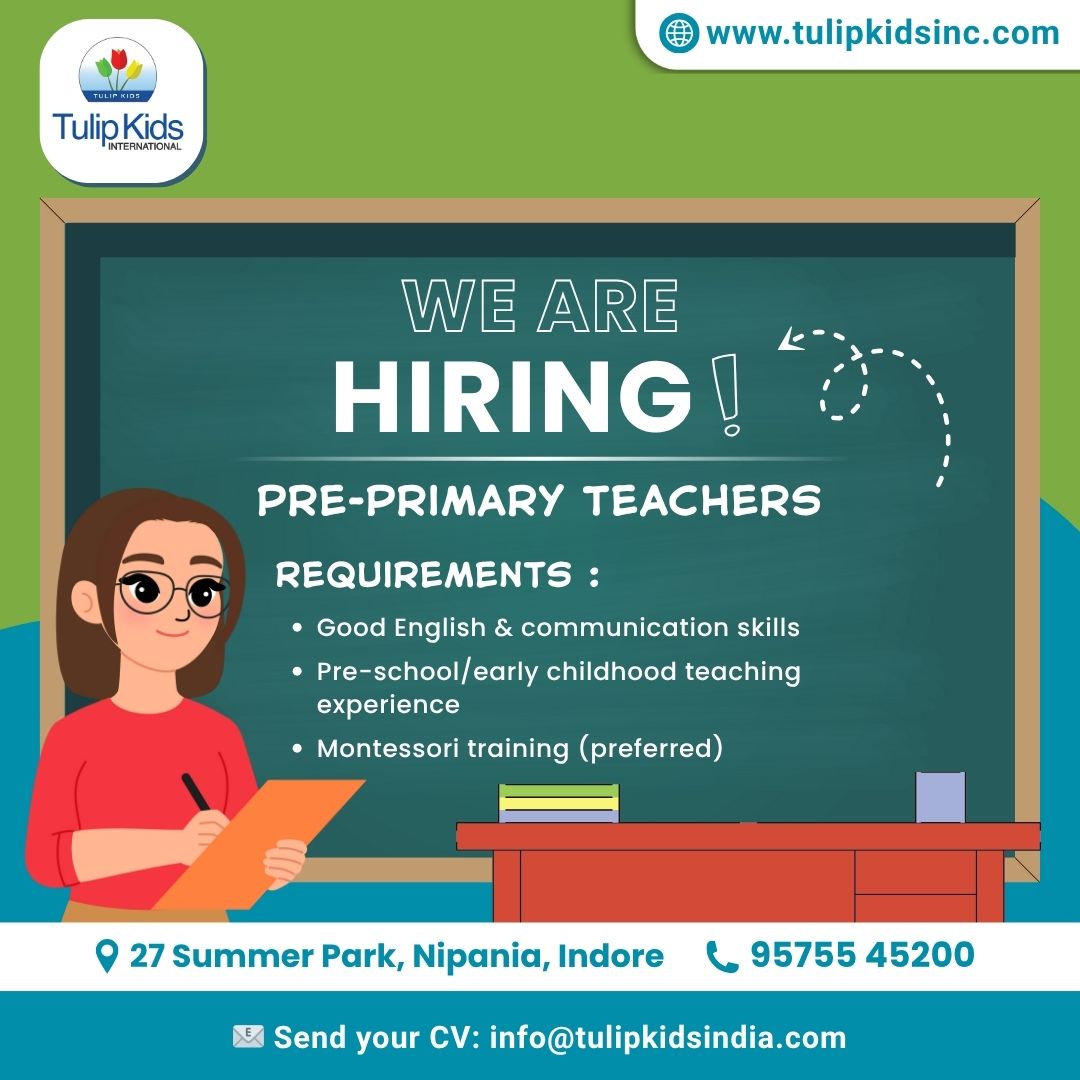 www.tulipkidsinc.com
TULIP KIDS
Tulip Kids
INTERNATIONAL
WE ARE
HIRING!
PRE-PRIMARY TEACHERS
REQUIREMENTS :
• Good English & communication skills
• Pre-school/early childhood teaching
experience
• Montessori training (preferred)
27 Summer Park, Nipania, Indore
95755 45200
E
Send your CV: info@tulipkidsindia.com